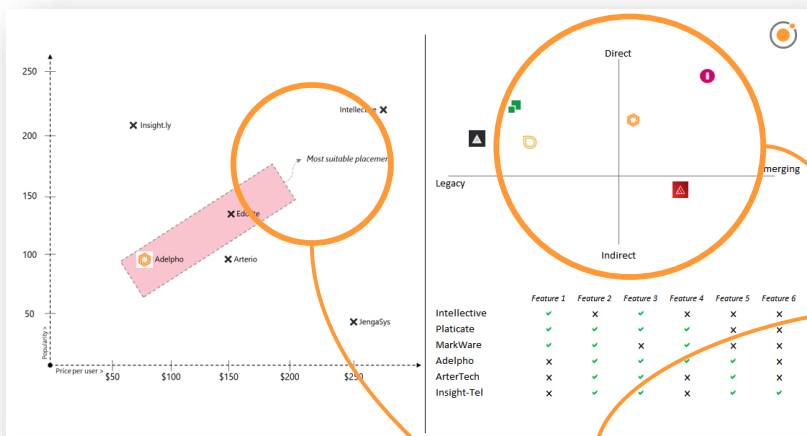 250
Insight.ly
Intellective
200
Most suitable placemen
150
Edonte
100
Adelpho
Arterio
50
JengaSys
Popularity >
Price per user >
$50 $100 $150 $200 $250
Direct
Legacy
merging
Indirect
Feature 1 Feature 2 Feature 3 Feature 4 Feature 5 Feature 6
Intellective ✓ x ✓ x x x
Platicate ✓ ✓ ✓ ✓ x x
MarkWare ✓ ✓ x ✓ x x
Adelpho x ✓ ✓ ✓ ✓ x
ArterTech x ✓ ✓ x ✓ x
Insight-Tel x ✓ ✓ x ✓ ✓